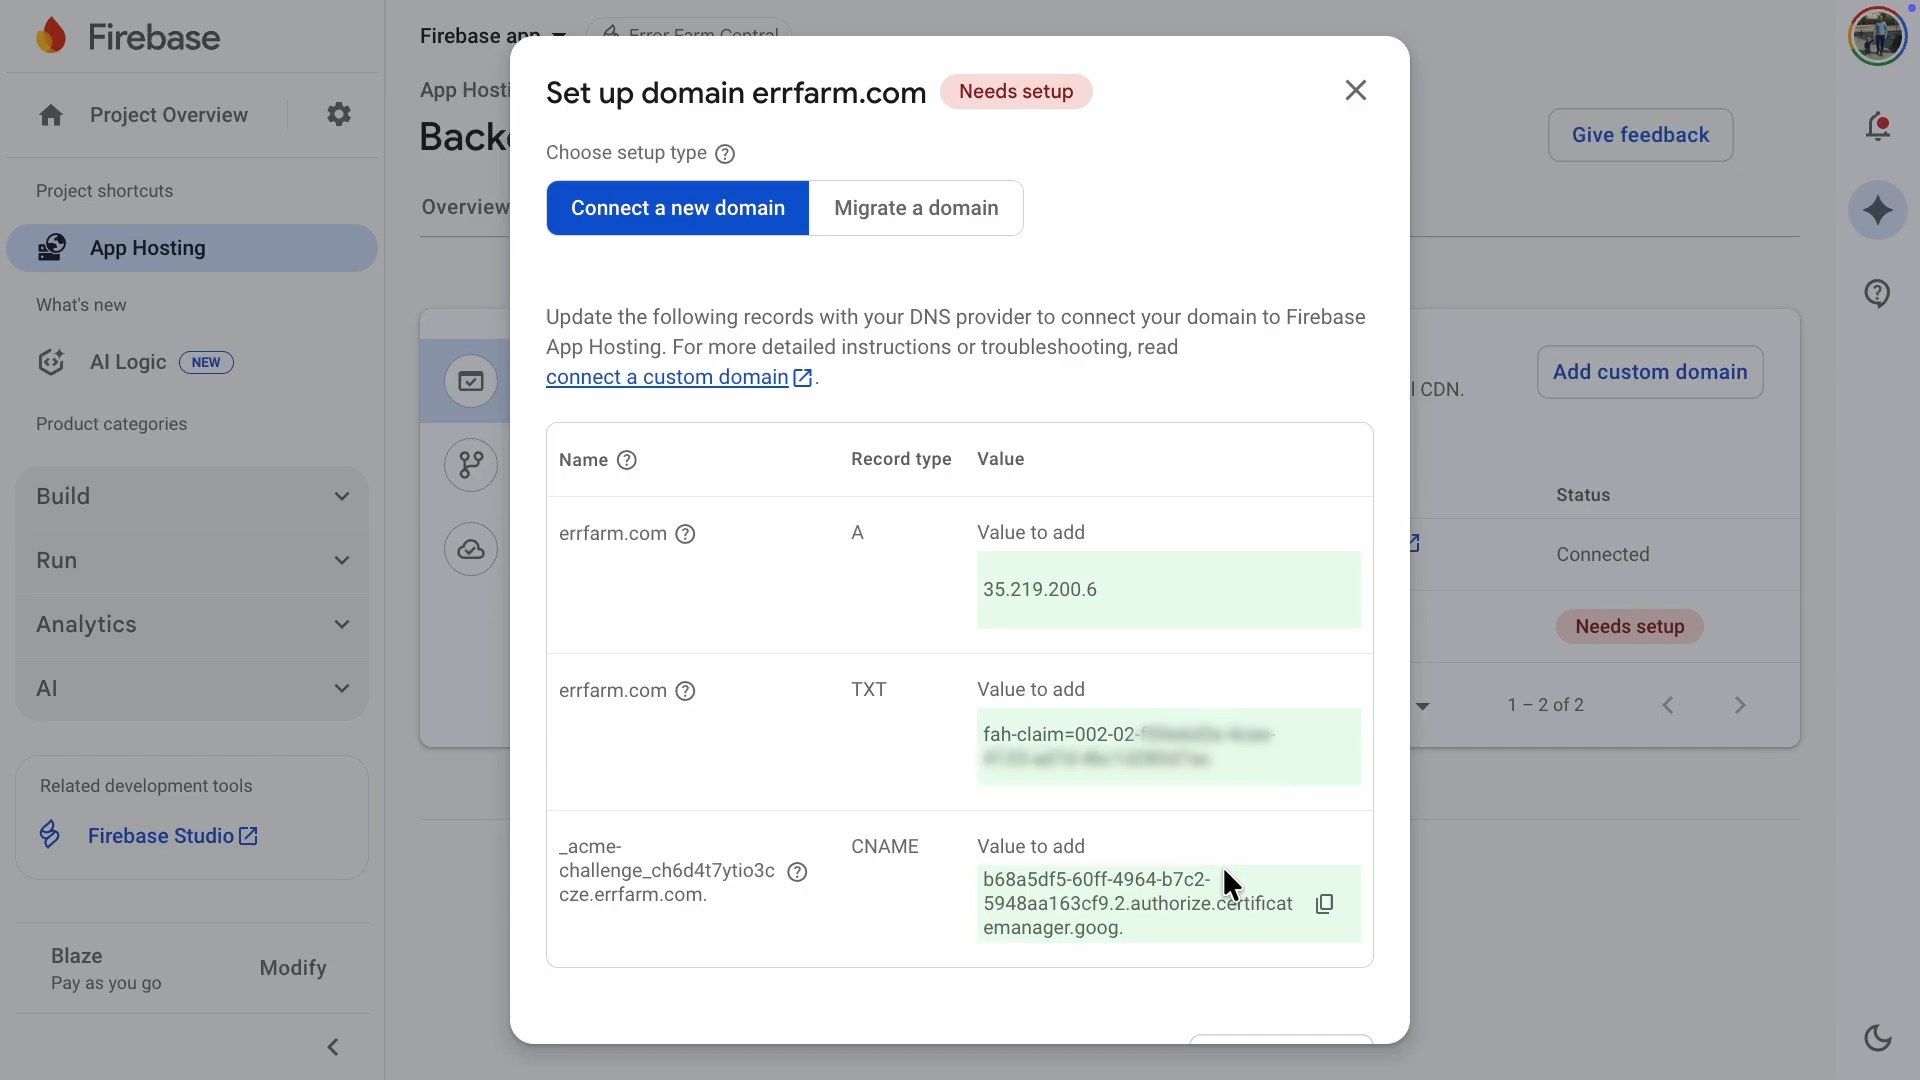 Firebase
Project Overview
Project shortcuts
App Hosting
What's new
AI Logic NEW
Product categories
Build
Run
Analytics
AI
Related development tools
Firebase Studio
Blaze
Pay as you go
Modify
Firebase app
Error Farm Central
App Hosti
Backe
Overview
Give feedback
Add custom domain
l CDN.
Status
Connected
Needs setup
1 – 2 of 2
Set up domain errfarm.com Needs setup
Choose setup type
Connect a new domain Migrate a domain
Update the following records with your DNS provider to connect your domain to Firebase
App Hosting. For more detailed instructions or troubleshooting, read
connect a custom domain.
Name Record type Value
errfarm.com A Value to add
35.219.200.6
errfarm.com TXT Value to add
fah-claim=002-02-
_acme-
challenge_ch6d4t7ytio3c
cze.errfarm.com.
CNAME
Value to add
b68a5df5-60ff-4964-b7c2-
5948aa163cf9.2.authorize.certificat
emanager.goog.